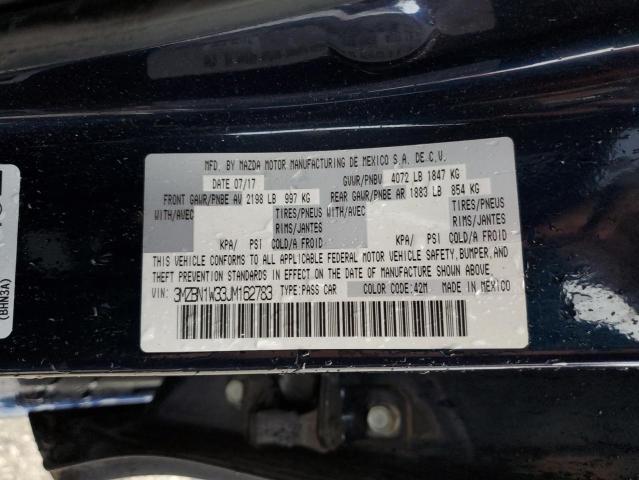 MFD. BY MAZDA MOTOR MANUFACTURING DE MEXICO S.A. DE C.V.
DATE 07/17 GVWR/PNBV 4072 LB 1847 KG
FRONT GAWR/PNBE AV 2198 LB 997 KG REAR GAWR/PNBE AR 1883 LB 854 KG
WITH/AVEC TIRES/PNEUS WITH/AVEC TIRES/PNEUS
RIMS/JANTES RIMS/JANTES
KPA/ PSI COLD/A FROID KPA/ PSI COLD/A FROID
THIS VEHICLE CONFORMS TO ALL APPLICABLE FEDERAL MOTOR VEHICLE SAFETY, BUMPER, AND
THEFT PREVENTION STANDARDS IN EFFECT ON THE DATE OF MANUFACTURE SHOWN ABOVE.
VIN: 3MZBN1W33JM162783 TYPE:PASS CAR COLOR CODE:42M MADE IN MEXICO
(BHN3A)